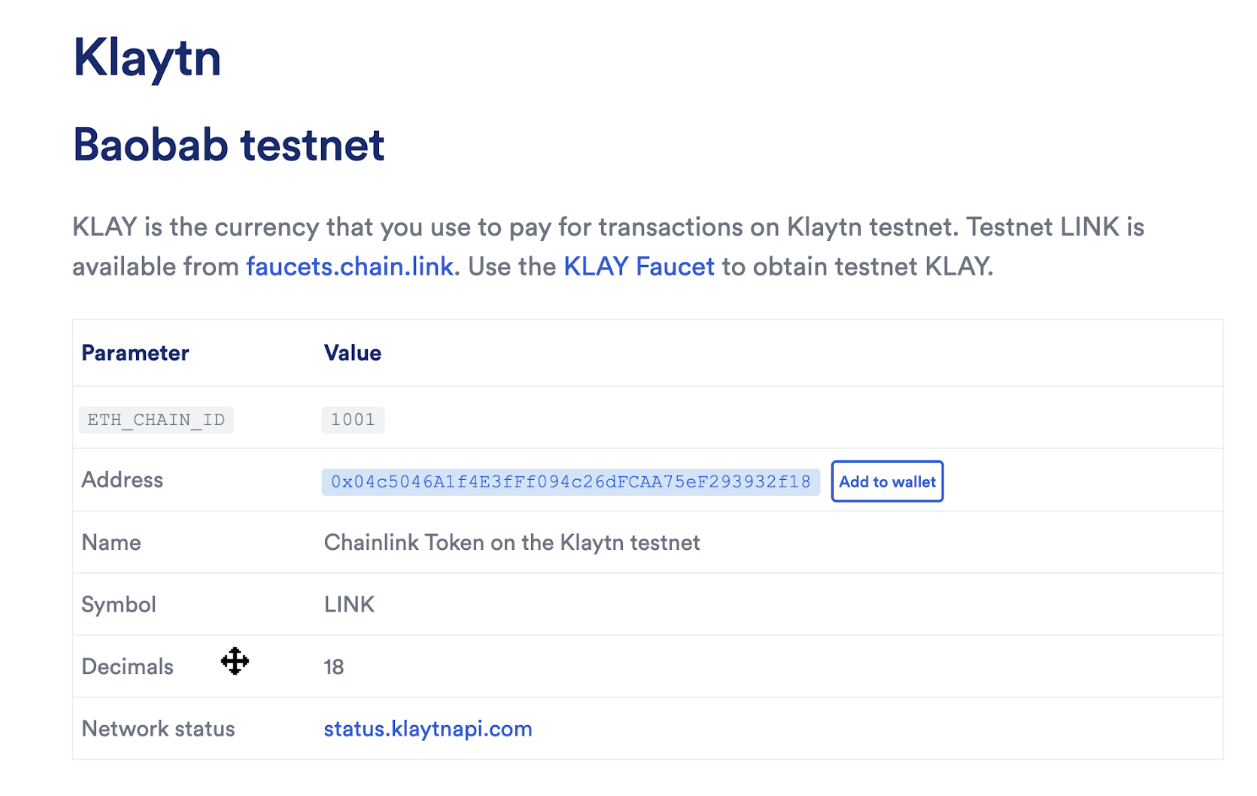 Klaytn
Baobab testnet
KLAY is the currency that you use to pay for transactions on Klaytn testnet. Testnet LINK is
available from faucets.chain.link. Use the KLAY Faucet to obtain testnet KLAY.
Parameter Value
ETH_CHAIN_ID 1001
Address 0x04c5046A1f4E3fFf094c26dFCAA75eF293932f18 Add to wallet
Name Chainlink Token on the Klaytn testnet
Symbol LINK
Decimals 18
Network status status.klaytnapi.com